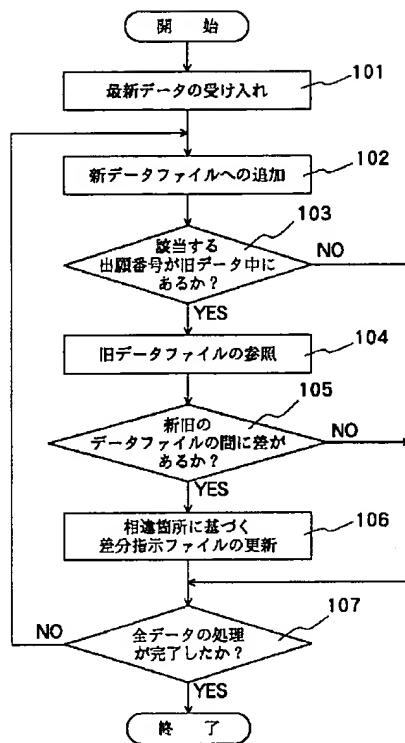 開 始
最新データの受け入れ
101
新データファイルへの追加
102
該当する
出願番号が旧データ中に
あるか？
103
NO
YES
旧データファイルの参照
104
新旧の
データファイルの間に差が
あるか？
105
NO
YES
相違箇所に基づく
差分指示ファイルの更新
106
全データの処理
が完了したか？
107
NO
YES
終 了